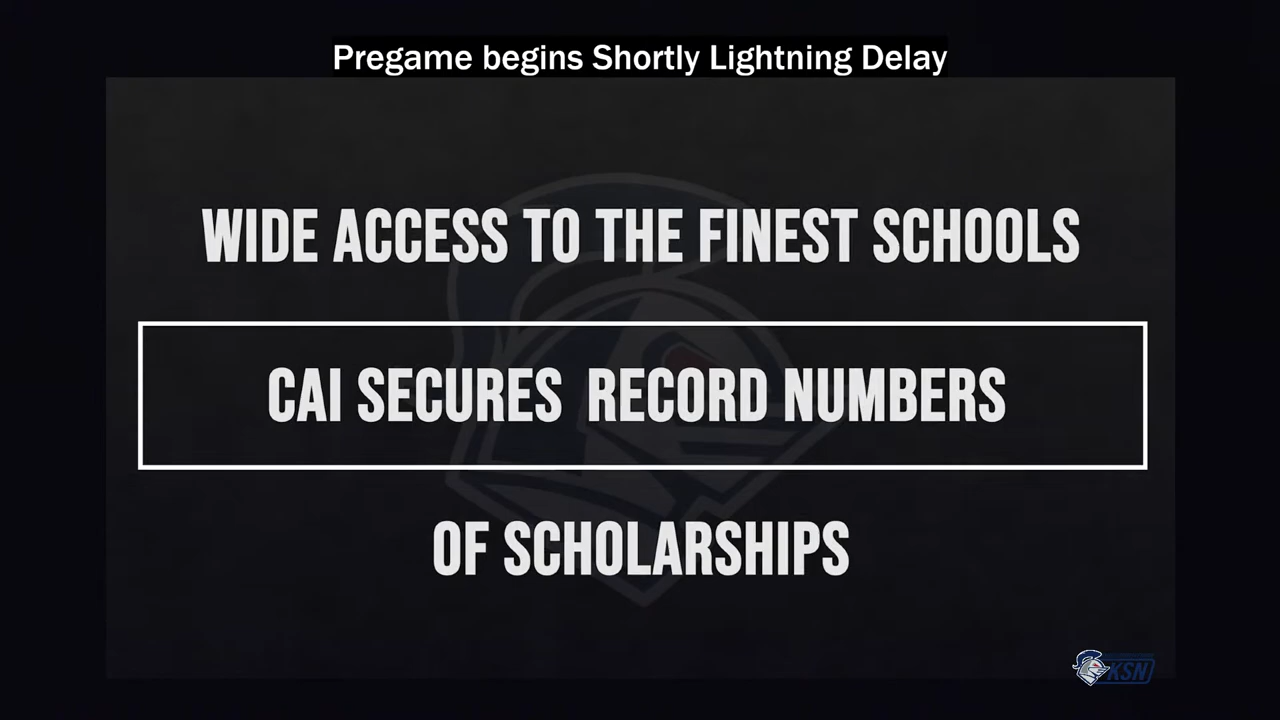 Pregame begins Shortly Lightning Delay
WIDE ACCESS TO THE FINEST SCHOOLS
CAI SECURES RECORD NUMBERS
OF SCHOLARSHIPS
KSN